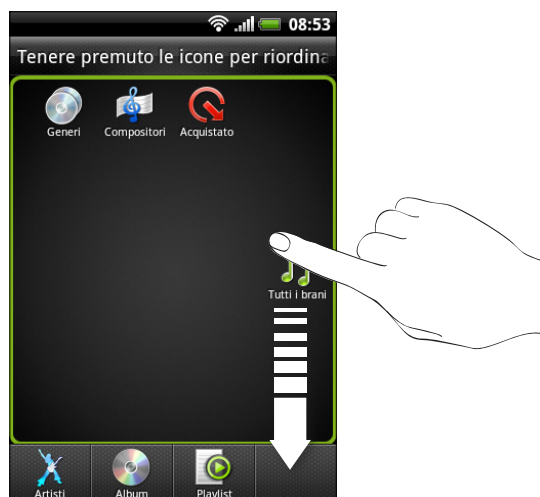 08:53
Tenere premuto le icone per riordina
Generi Compositori Acquistato
Tutti i brani
Artisti Album Playlist